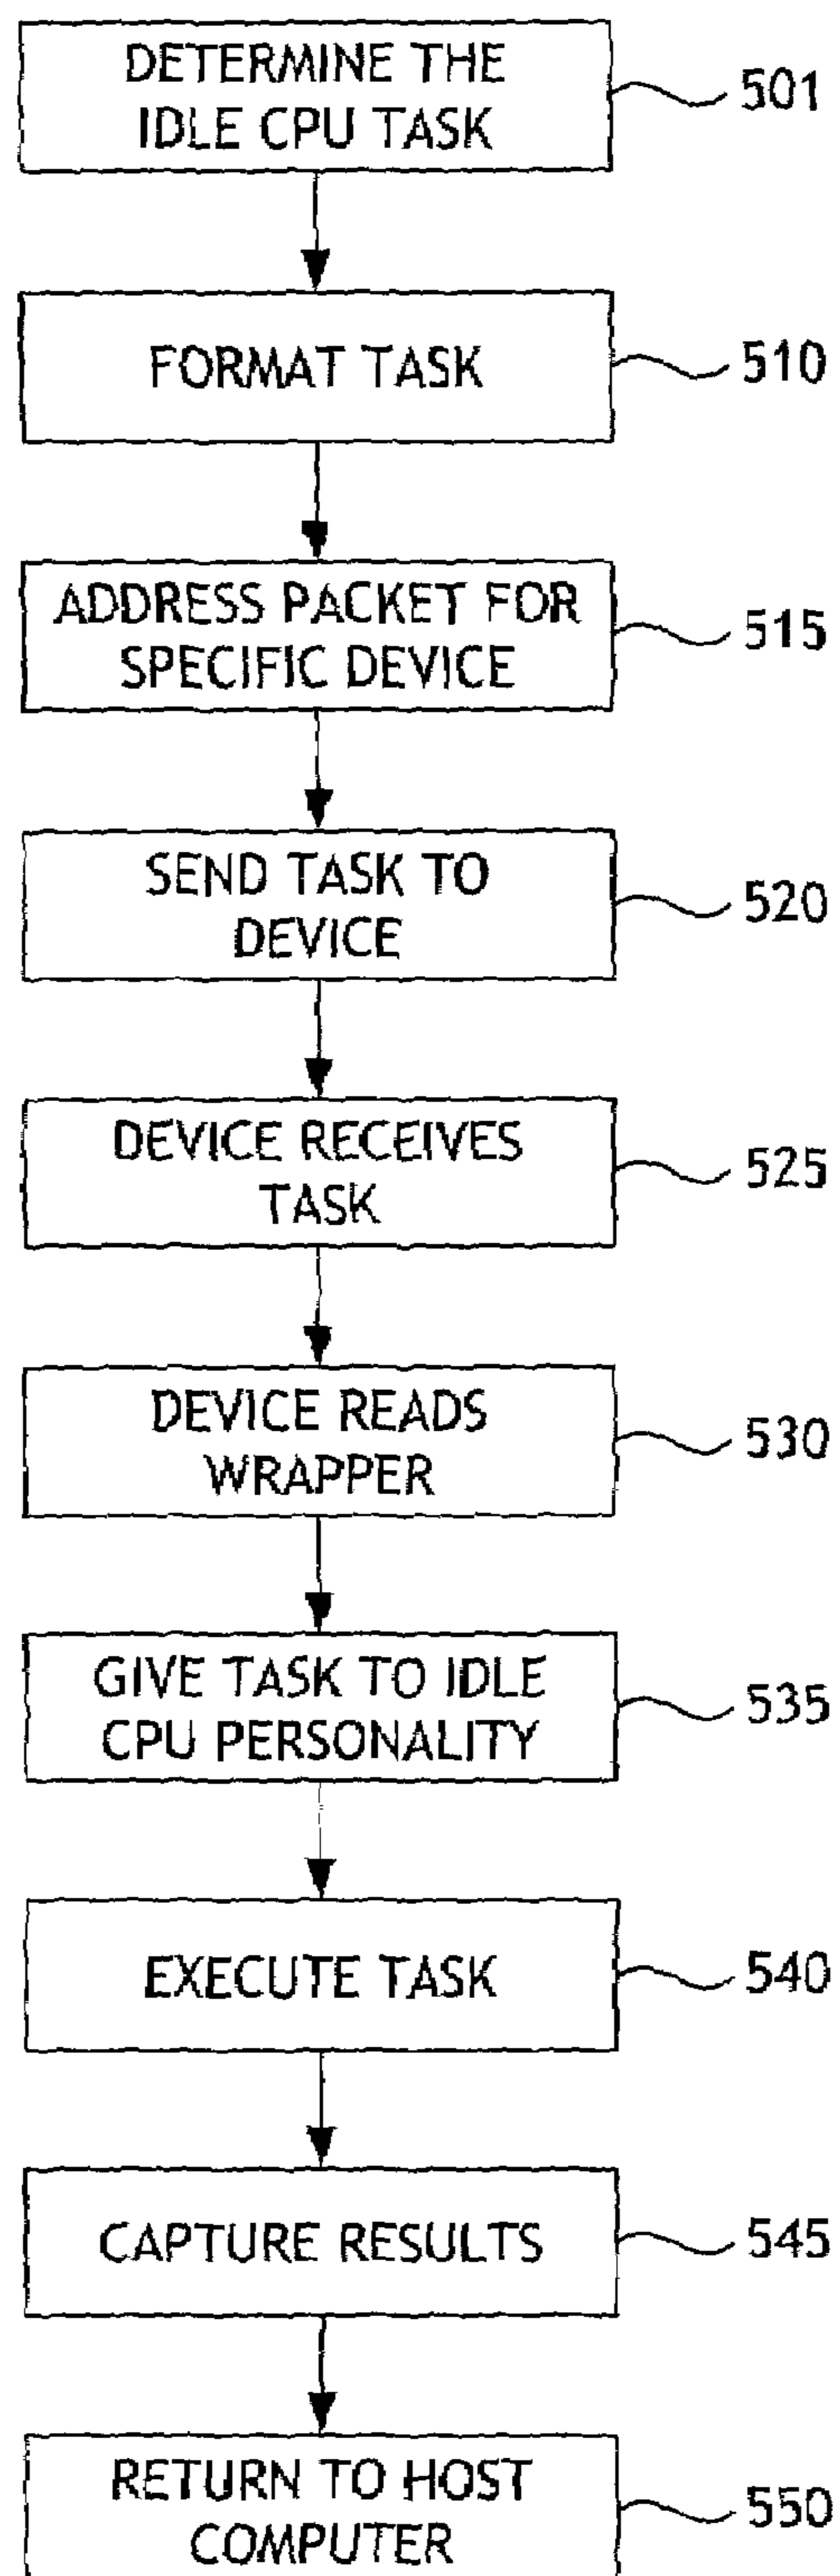 DETERMINE THE
IDLE CPU TASK
501
FORMAT TASK
510
ADDRESS PACKET FOR
SPECIFIC DEVICE
515
SEND TASK TO
DEVICE
520
DEVICE RECEIVES
TASK
525
DEVICE READS
WRAPPER
530
GIVE TASK TO IDLE
CPU PERSONALITY
535
EXECUTE TASK
540
CAPTURE RESULTS
545
RETURN TO HOST
COMPUTER
550